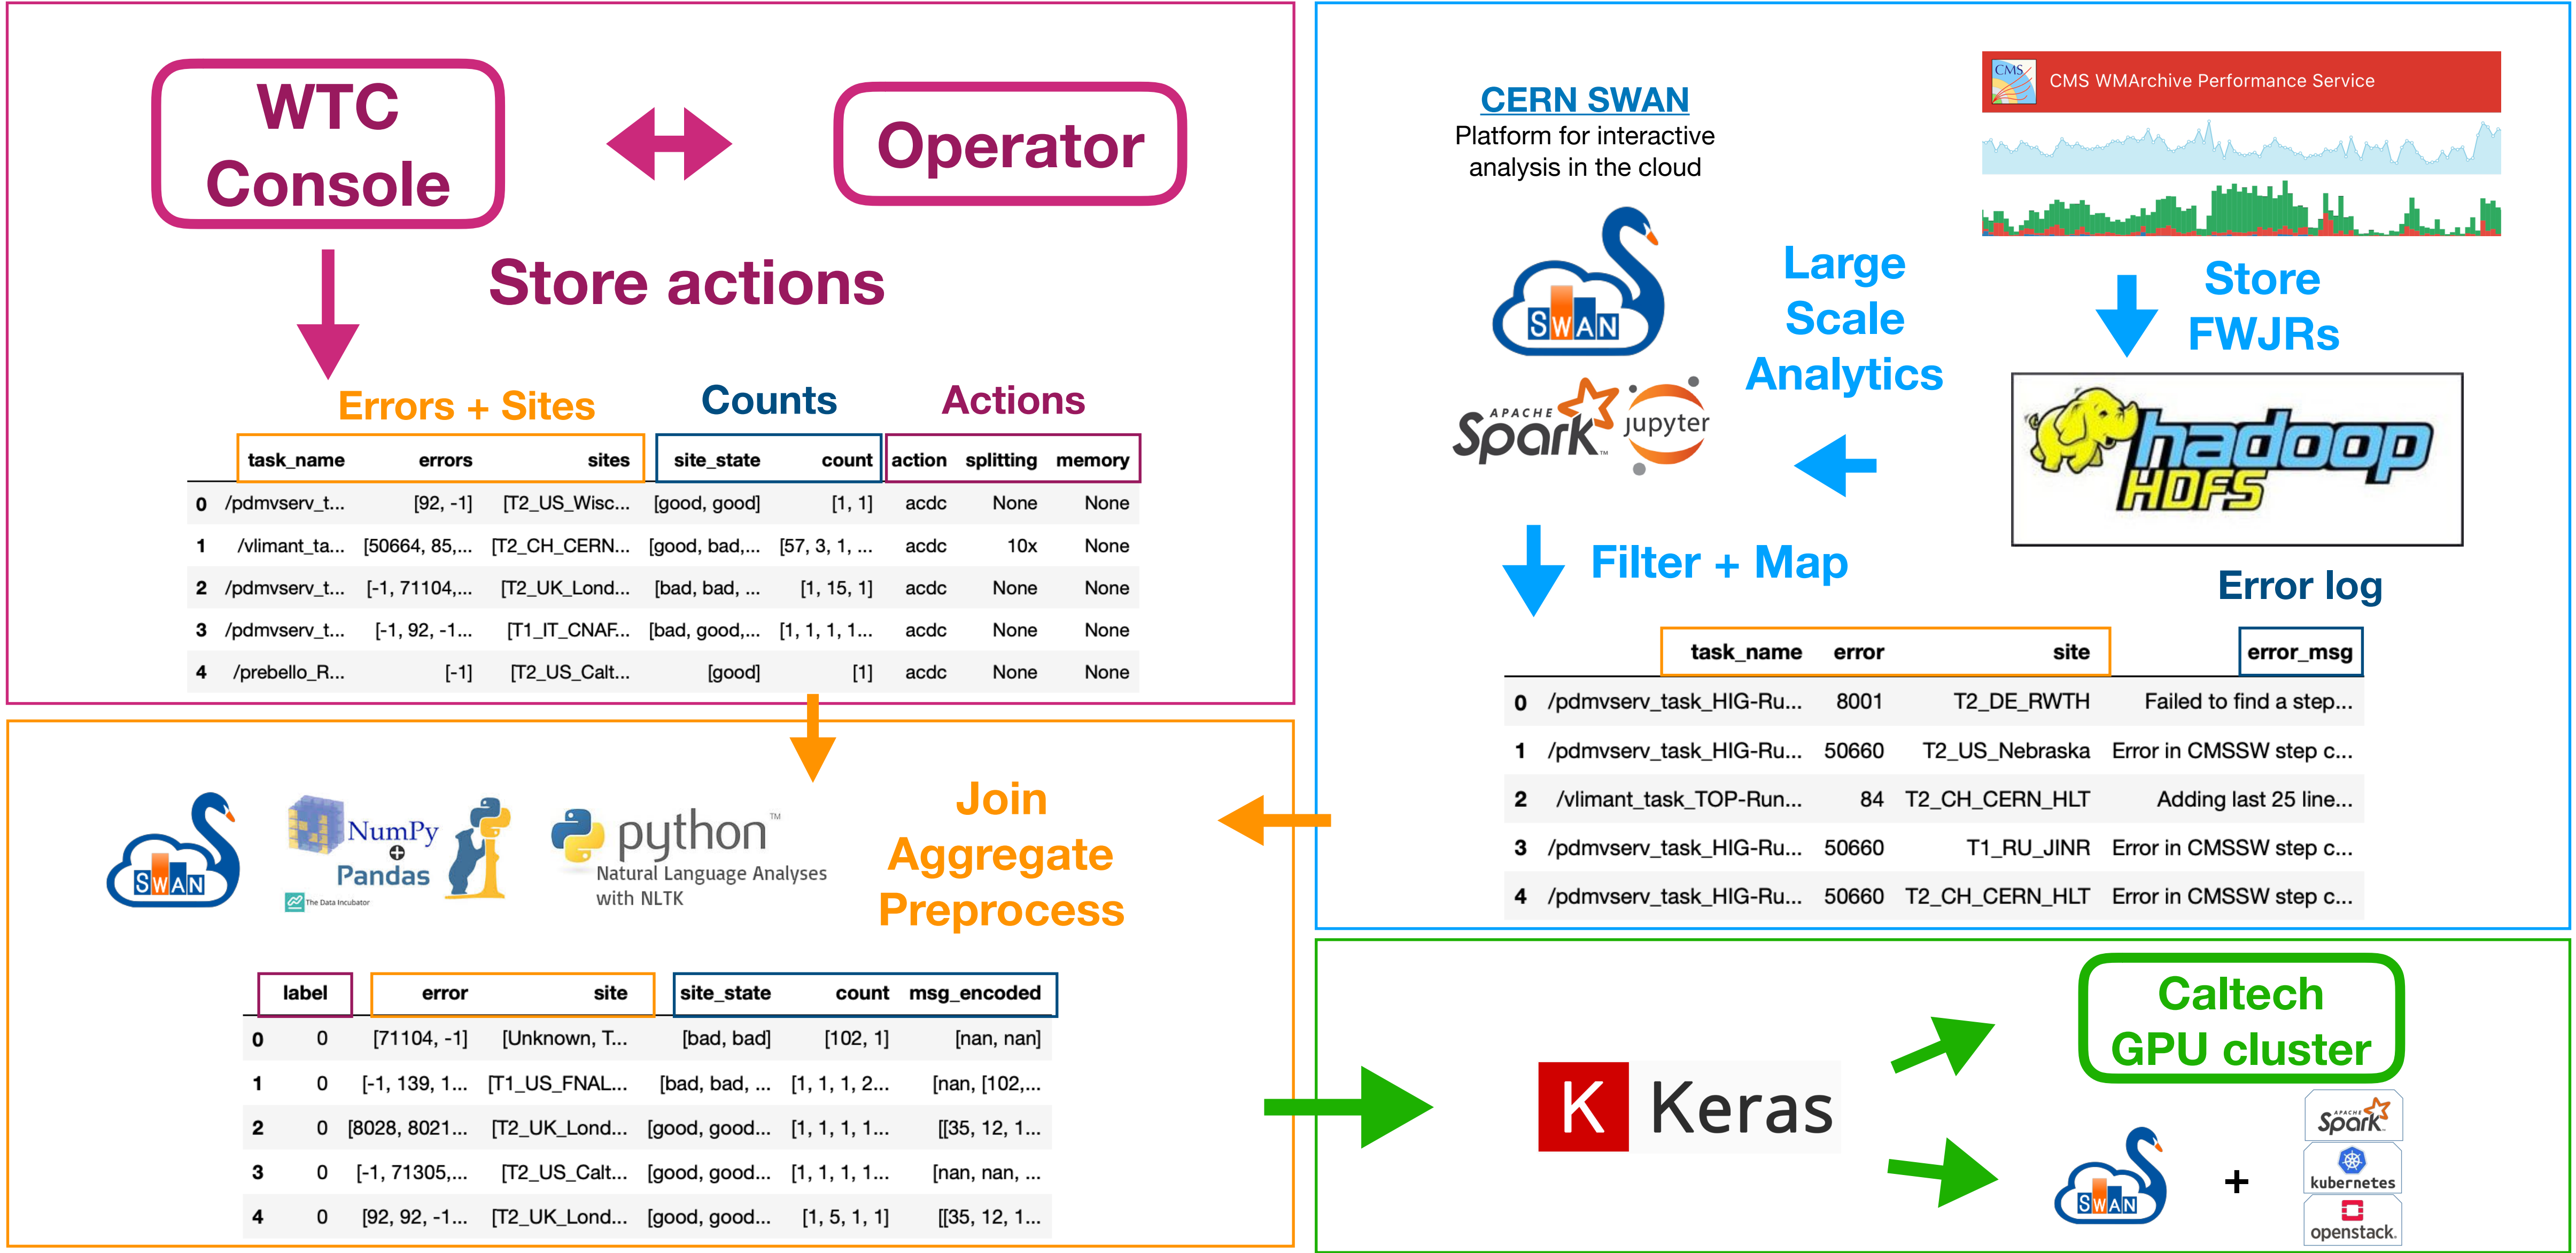 WTC
Console
Operator
Store actions
Errors + Sites
Counts
Actions
task_name errors sites site_state count action splitting memory
0 /pdmvserv_t... [92, -1] [T2_US_Wisc... [good, good] [1, 1] acdc None None
1 /vlimant_ta... [50664, 85,... [T2_CH_CERN... [good, bad,... [57, 3, 1, ... acdc 10x None
2 /pdmvserv_t... [-1, 71104,... [T2_UK_Lond... [bad, bad, ... [1, 15, 1] acdc None None
3 /pdmvserv_t... [-1, 92, -1... [T1_IT_CNAF... [bad, good,... [1, 1, 1, 1... acdc None None
4 /prebello_R... [-1] [T2_US_Calt... [good] [1] acdc None None
CERN SWAN
Platform for interactive
analysis in the cloud
SWAN
APACHE
Spark™
jupyter
Large
Scale
Analytics
CMS
CMS WMArchive Performance Service
Store
FWJRs
hadoop
HDFS
Filter + Map
Error log
task_name error site error_msg
0 /pdmvserv_task_HIG-Ru... 8001 T2_DE_RWTH Failed to find a step...
1 /pdmvserv_task_HIG-Ru... 50660 T2_US_Nebraska Error in CMSSW step c...
2 /vlimant_task_TOP-Run... 84 T2_CH_CERN_HLT Adding last 25 line...
3 /pdmvserv_task_HIG-Ru... 50660 T1_RU_JINR Error in CMSSW step c...
4 /pdmvserv_task_HIG-Ru... 50660 T2_CH_CERN_HLT Error in CMSSW step c...
SWAN
NumPy
+
Pandas
The Data Incubator
python™
Natural Language Analyses
with NLTK
Join
Aggregate
Preprocess
label error site site_state count msg_encoded
0 0 [71104, -1] [Unknown, T... [bad, bad] [102, 1] [nan, nan]
1 0 [-1, 139, 1... [T1_US_FNAL... [bad, bad, ... [1, 1, 1, 2... [nan, [102,...
2 0 [8028, 8021... [T2_UK_Lond... [good, good... [1, 1, 1, 1... [[35, 12, 1...
3 0 [-1, 71305,... [T2_US_Calt... [good, good... [1, 1, 1, 1... [nan, nan, ...
4 0 [92, 92, -1... [T2_UK_Lond... [good, good... [1, 5, 1, 1] [[35, 12, 1...
K Keras
Caltech
GPU cluster
SWAN
+
APACHE
Spark™
kubernetes
openstack.